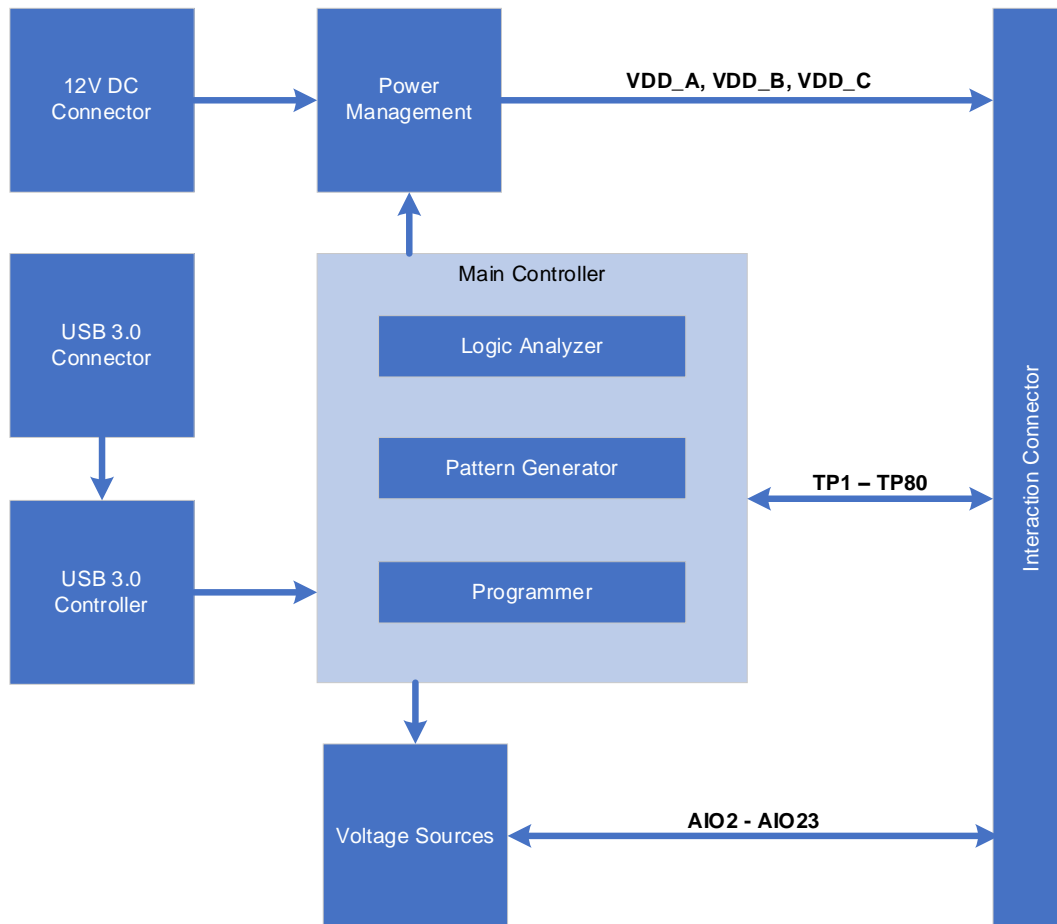 12V DC
Connector
Power
Management
VDD_A, VDD_B, VDD_C
USB 3.0
Connector
Main Controller
Logic Analyzer
Pattern Generator
Programmer
USB 3.0
Controller
TP1 – TP80
Interaction Connector
Voltage Sources
AIO2 - AIO23